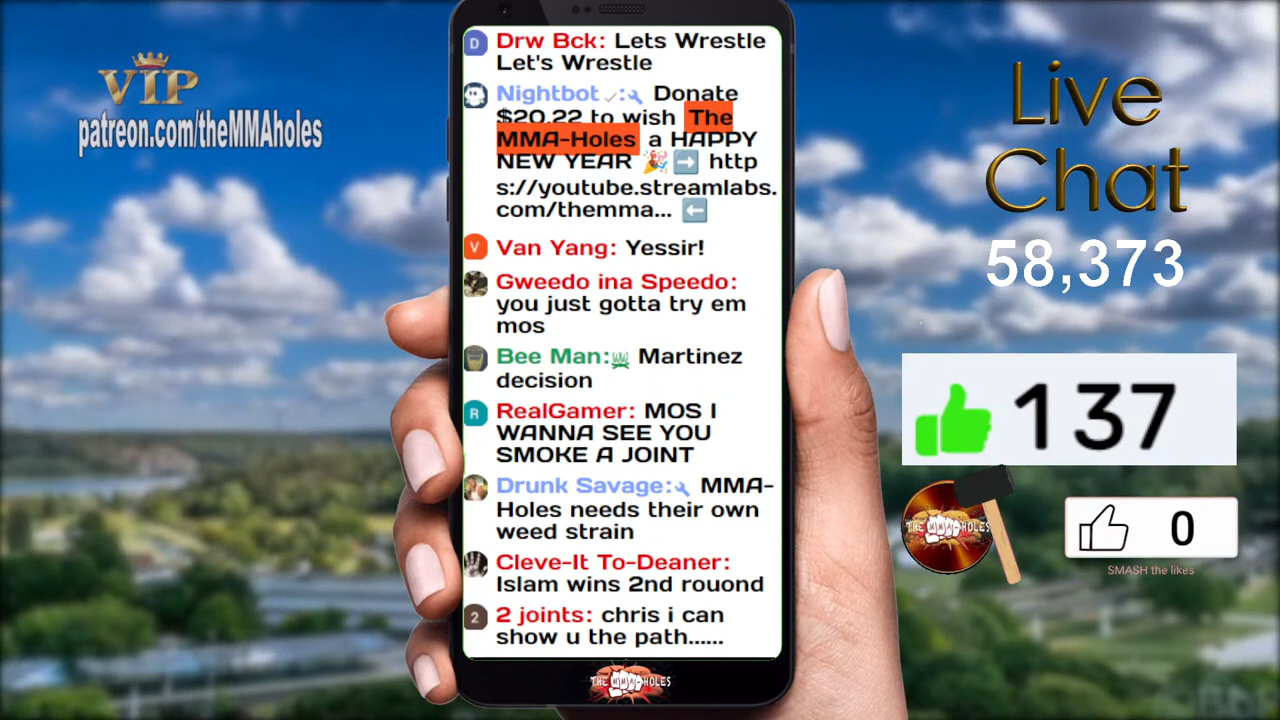 VIP
patreon.com/theMMAholes
D
Drw Bck: Lets Wrestle
Let's Wrestle
Nightbot ✓:🔧 Donate
$20.22 to wish The
MMA-Holes a HAPPY
NEW YEAR 🎉➡️ http
s://youtube.streamlabs.
com/themma... ⬅️
V
Van Yang: Yessir!
Gweedo ina Speedo:
you just gotta try em
mos
Bee Man: Martinez
decision
R
RealGamer: MOS I
WANNA SEE YOU
SMOKE A JOINT
Drunk Savage:🔧 MMA-
Holes needs their own
weed strain
Cleve-It To-Deaner:
Islam wins 2nd rouond
2
2 joints: chris i can
show u the path......
THE MMA-HOLES
Live
Chat
58,373
137
THE MMA-HOLES
0
SMASH the likes